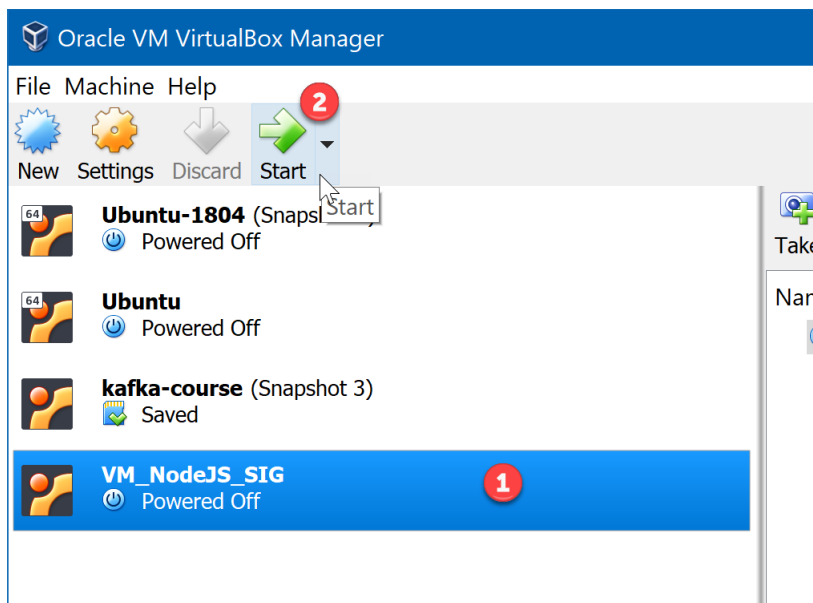 Oracle VM VirtualBox Manager
File Machine Help
2
New Settings Discard Start
Start
64
Ubuntu-1804 (Snaps
Powered Off
Take
64
Ubuntu
Powered Off
Nar
kafka-course (Snapshot 3)
Saved
VM_NodeJS_SIG
1
Powered Off